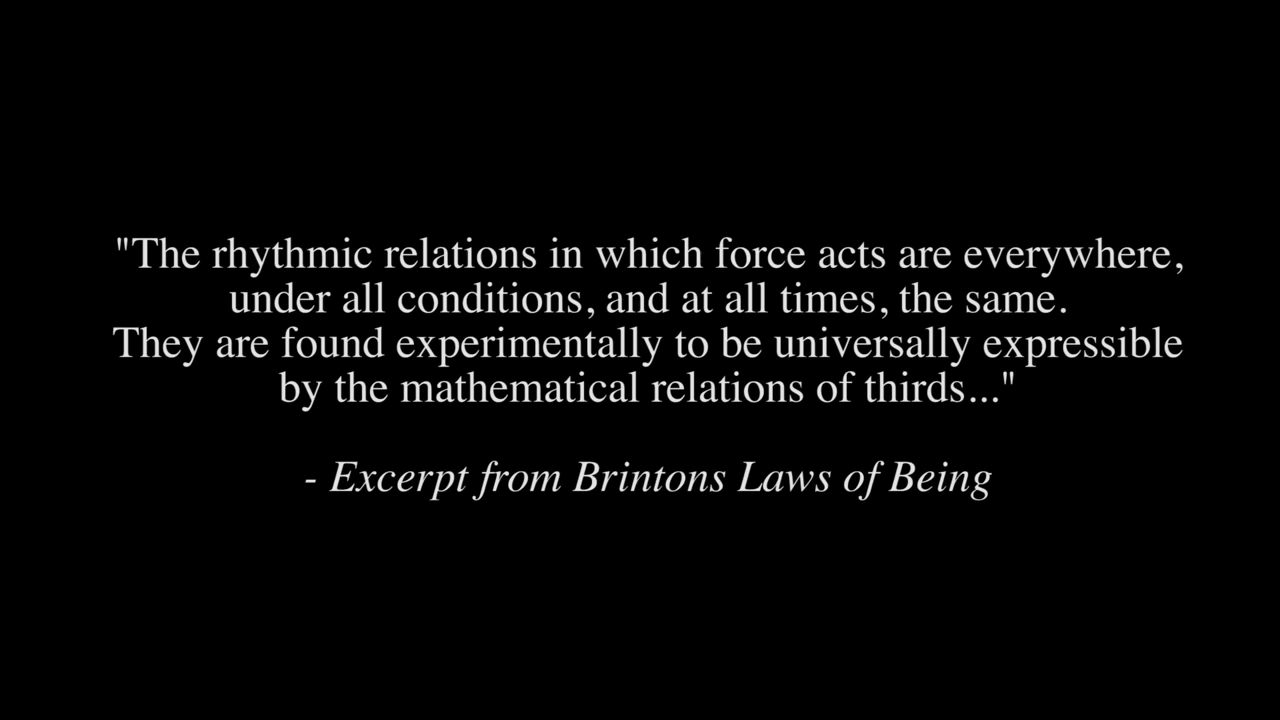 "The rhythmic relations in which force acts are everywhere,
under all conditions, and at all times, the same.
They are found experimentally to be universally expressible
by the mathematical relations of thirds..."
- Excerpt from Brintons Laws of Being